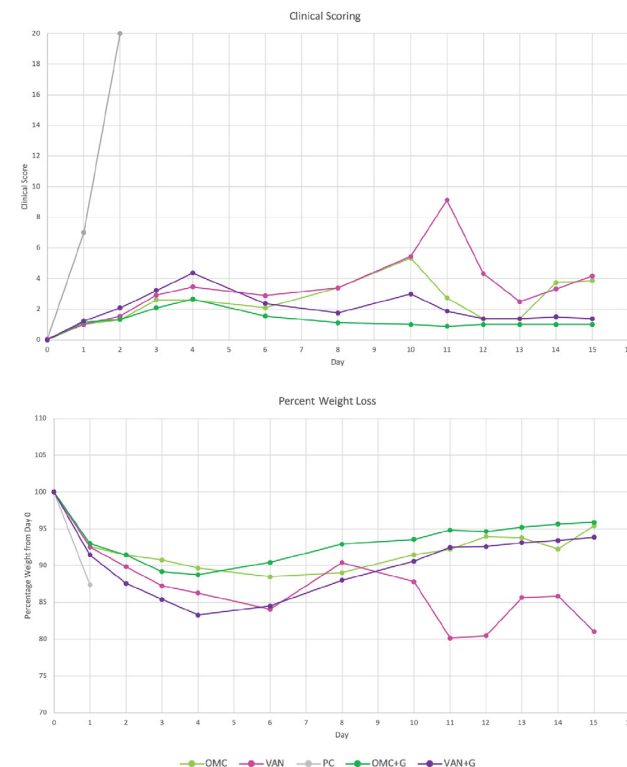 Clinical Scoring
20
18
16
14
12
10
8
6
4
2
0
Clinical Score
0 1 2 3 4 5 6 7 8 9 10 11 12 13 14 15 1
Day
Percent Weight Loss
110
105
100
95
90
85
80
75
70
Percentage Weight from Day 0
0 1 2 3 4 5 6 7 8 9 10 11 12 13 14 15 1
Day
OMC VAN PC OMC+G VAN+G